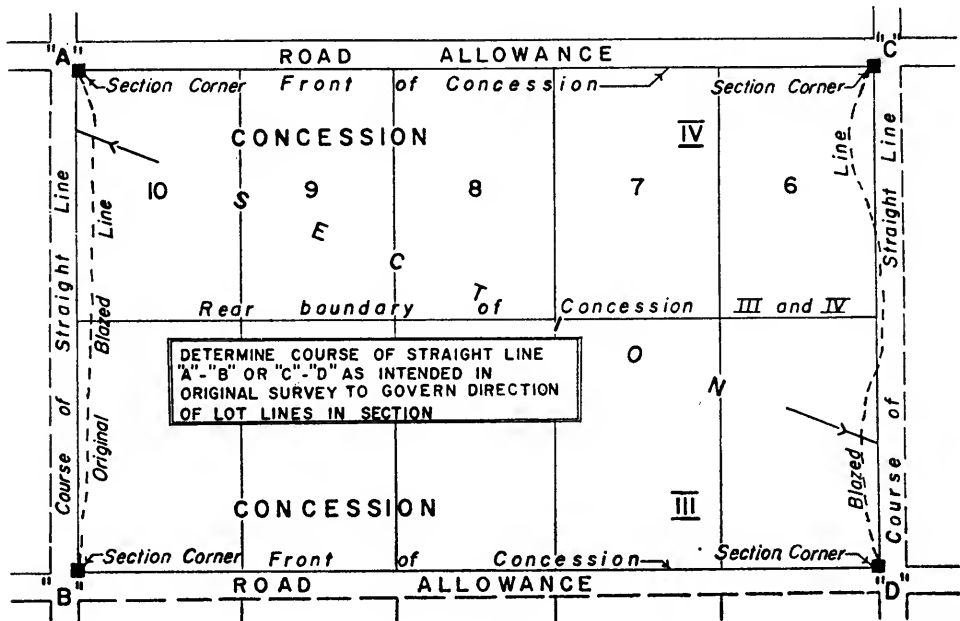 "A" ROAD ALLOWANCE "C"
Section Corner Front of Concession Section Corner
CONCESSION IV
10 9 8 7 6
SECTION
Rear boundary of Concession III and IV
DETERMINE COURSE OF STRAIGHT LINE
"A"-"B" OR "C"-"D" AS INTENDED IN
ORIGINAL SURVEY TO GOVERN DIRECTION
OF LOT LINES IN SECTION
Course of Straight Line
Original Blazed Line
Blazed Line
Course of Straight Line
CONCESSION III
Section Corner Front of Concession Section Corner
"B" ROAD ALLOWANCE "D"